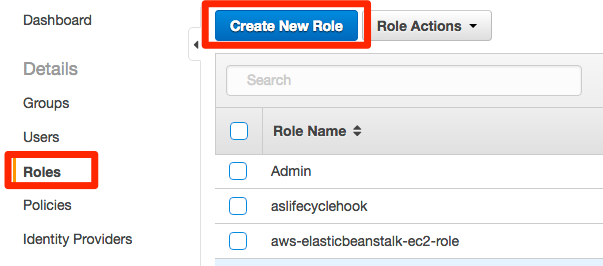 Dashboard
Details
Groups
Users
Roles
Policies
Identity Providers
Create New Role
Role Actions
Search
Role Name
Admin
aslifecyclehook
aws-elasticbeanstalk-ec2-role